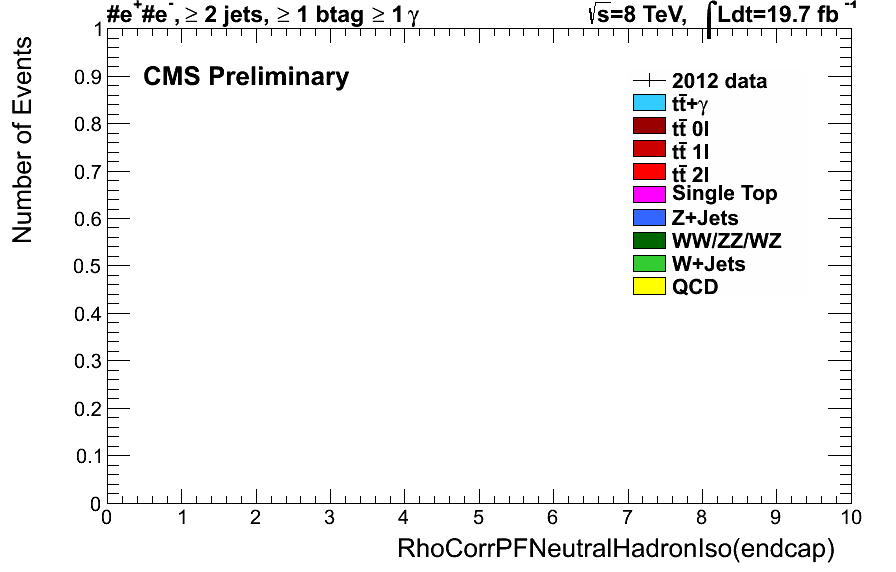 #e⁺#e⁻, ≥ 2 jets, ≥ 1 btag ≥ 1 γ
√s=8 TeV, ∫Ldt=19.7 fb⁻¹
CMS Preliminary
2012 data
tt̄+γ
tt̄ 0l
tt̄ 1l
tt̄ 2l
Single Top
Z+Jets
WW/ZZ/WZ
W+Jets
QCD
Number of Events
1
0.9
0.8
0.7
0.6
0.5
0.4
0.3
0.2
0.1
0
0 1 2 3 4 5 6 7 8 9 10
RhoCorrPFNeutralHadronIso(endcap)